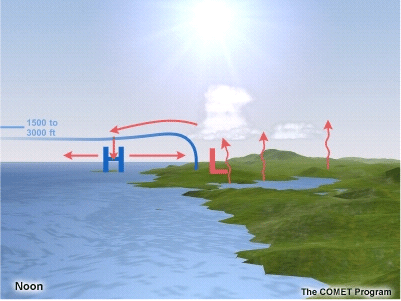 1500 to
3000 ft
H
L
Noon
The COMET Program